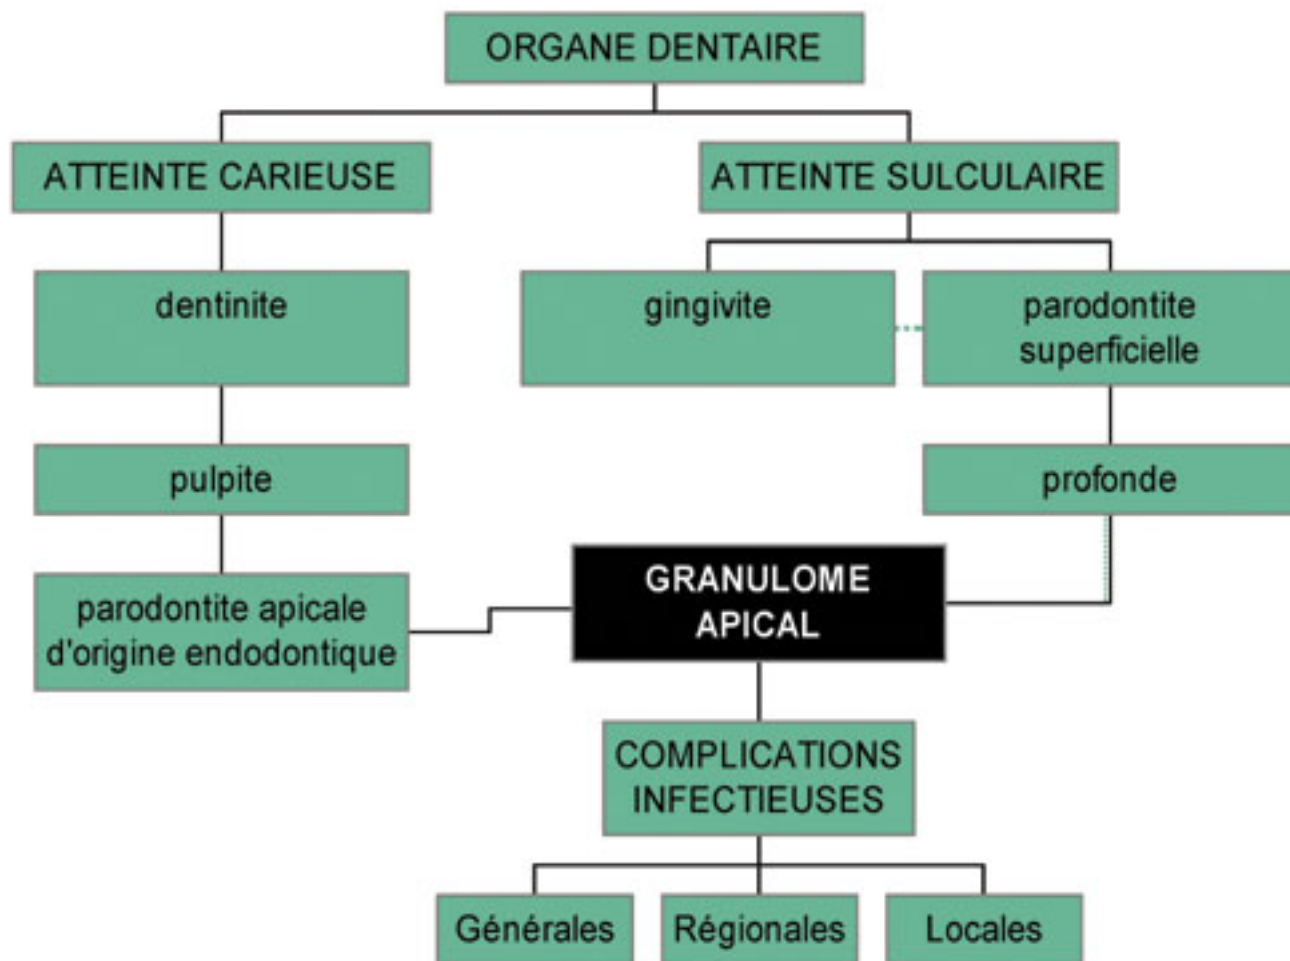 ORGANE DENTAIRE
ATTEINTE CARIEUSE
ATTEINTE SULCULAIRE
dentinite
gingivite
parodontite
superficielle
pulpite
profonde
parodontite apicale
d'origine endodontique
GRANULOME
APICAL
COMPLICATIONS
INFECTIEUSES
Générales
Régionales
Locales